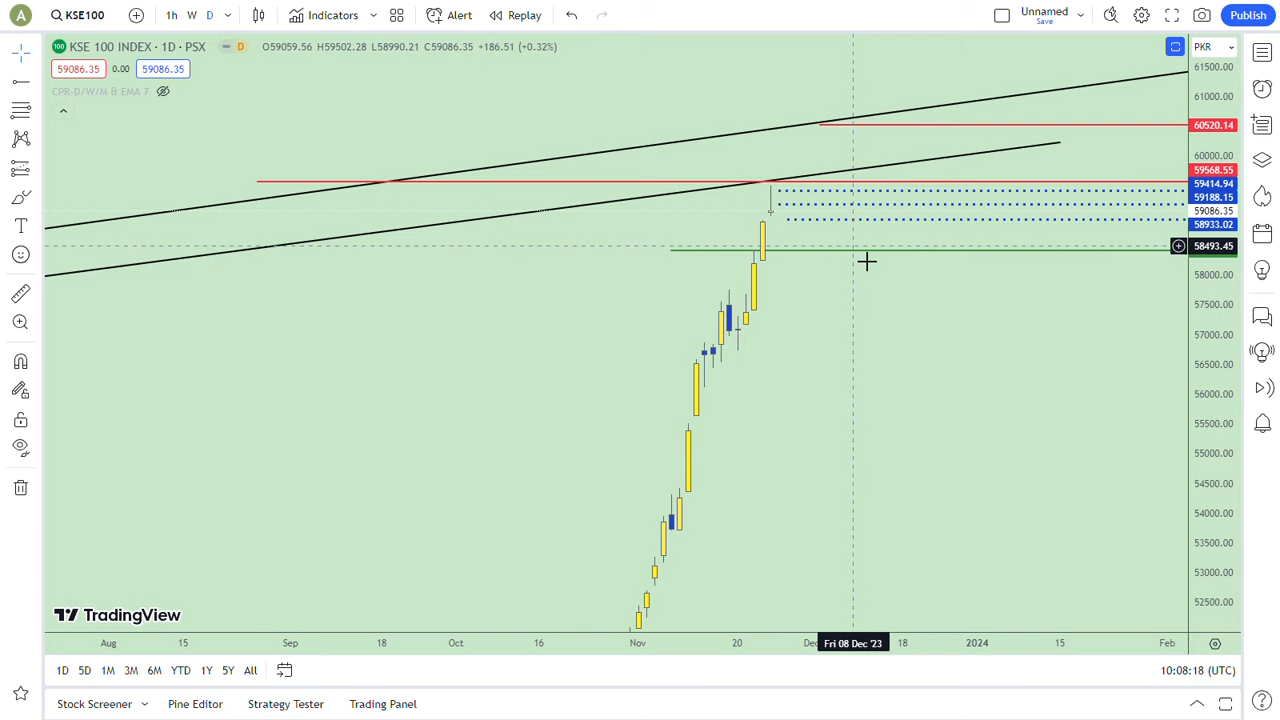 A
KSE100
1h
W
D
Indicators
Alert
Replay
Unnamed
Save
Publish
100
KSE 100 INDEX · 1D · PSX
D
O59059.56 H59502.28 L58990.21 C59086.35 +186.51 (+0.32%)
PKR
59086.35
0.00
59086.35
CPR-D/W/M & EMA 7
61500.00
61000.00
60520.14
60000.00
59568.55
59414.94
59188.15
59086.35
58933.02
58493.45
58000.00
57500.00
57000.00
56500.00
56000.00
55500.00
55000.00
54500.00
54000.00
53500.00
53000.00
52500.00
TradingView
Aug
15
Sep
18
Oct
16
Nov
20
Dec
Fri 08 Dec '23
18
2024
15
Feb
1D
5D
1M
3M
6M
YTD
1Y
5Y
All
10:08:18 (UTC)
Stock Screener
Pine Editor
Strategy Tester
Trading Panel